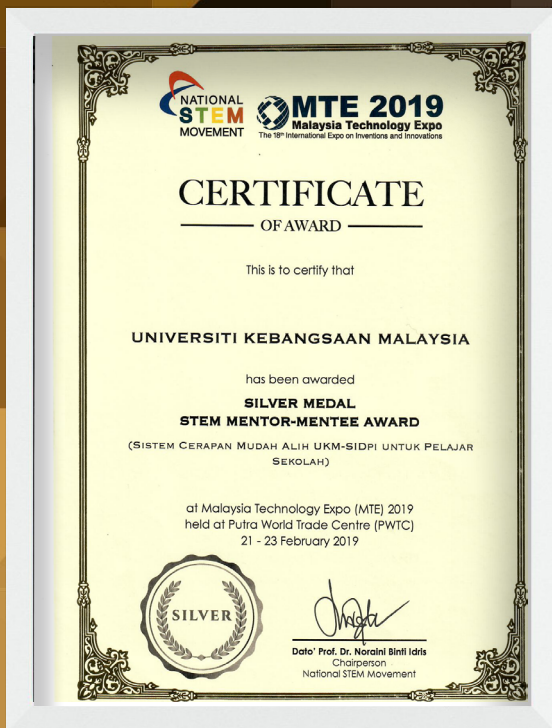 NATIONAL
STEM
MOVEMENT
MTE 2019
Malaysia Technology Expo
The 18th International Expo on Inventions and Innovations
CERTIFICATE
OF AWARD
This is to certify that
UNIVERSITI KEBANGSAAN MALAYSIA
has been awarded
SILVER MEDAL
STEM MENTOR-MENTEE AWARD
(SISTEM CERAPAN MUDAH ALIH UKM-SIDPI UNTUK PELAJAR
SEKOLAH)
at Malaysia Technology Expo (MTE) 2019
held at Putra World Trade Centre (PWTC)
21 - 23 February 2019
SILVER
Dato' Prof. Dr. Noraini Binti Idris
Chairperson
National STEM Movement